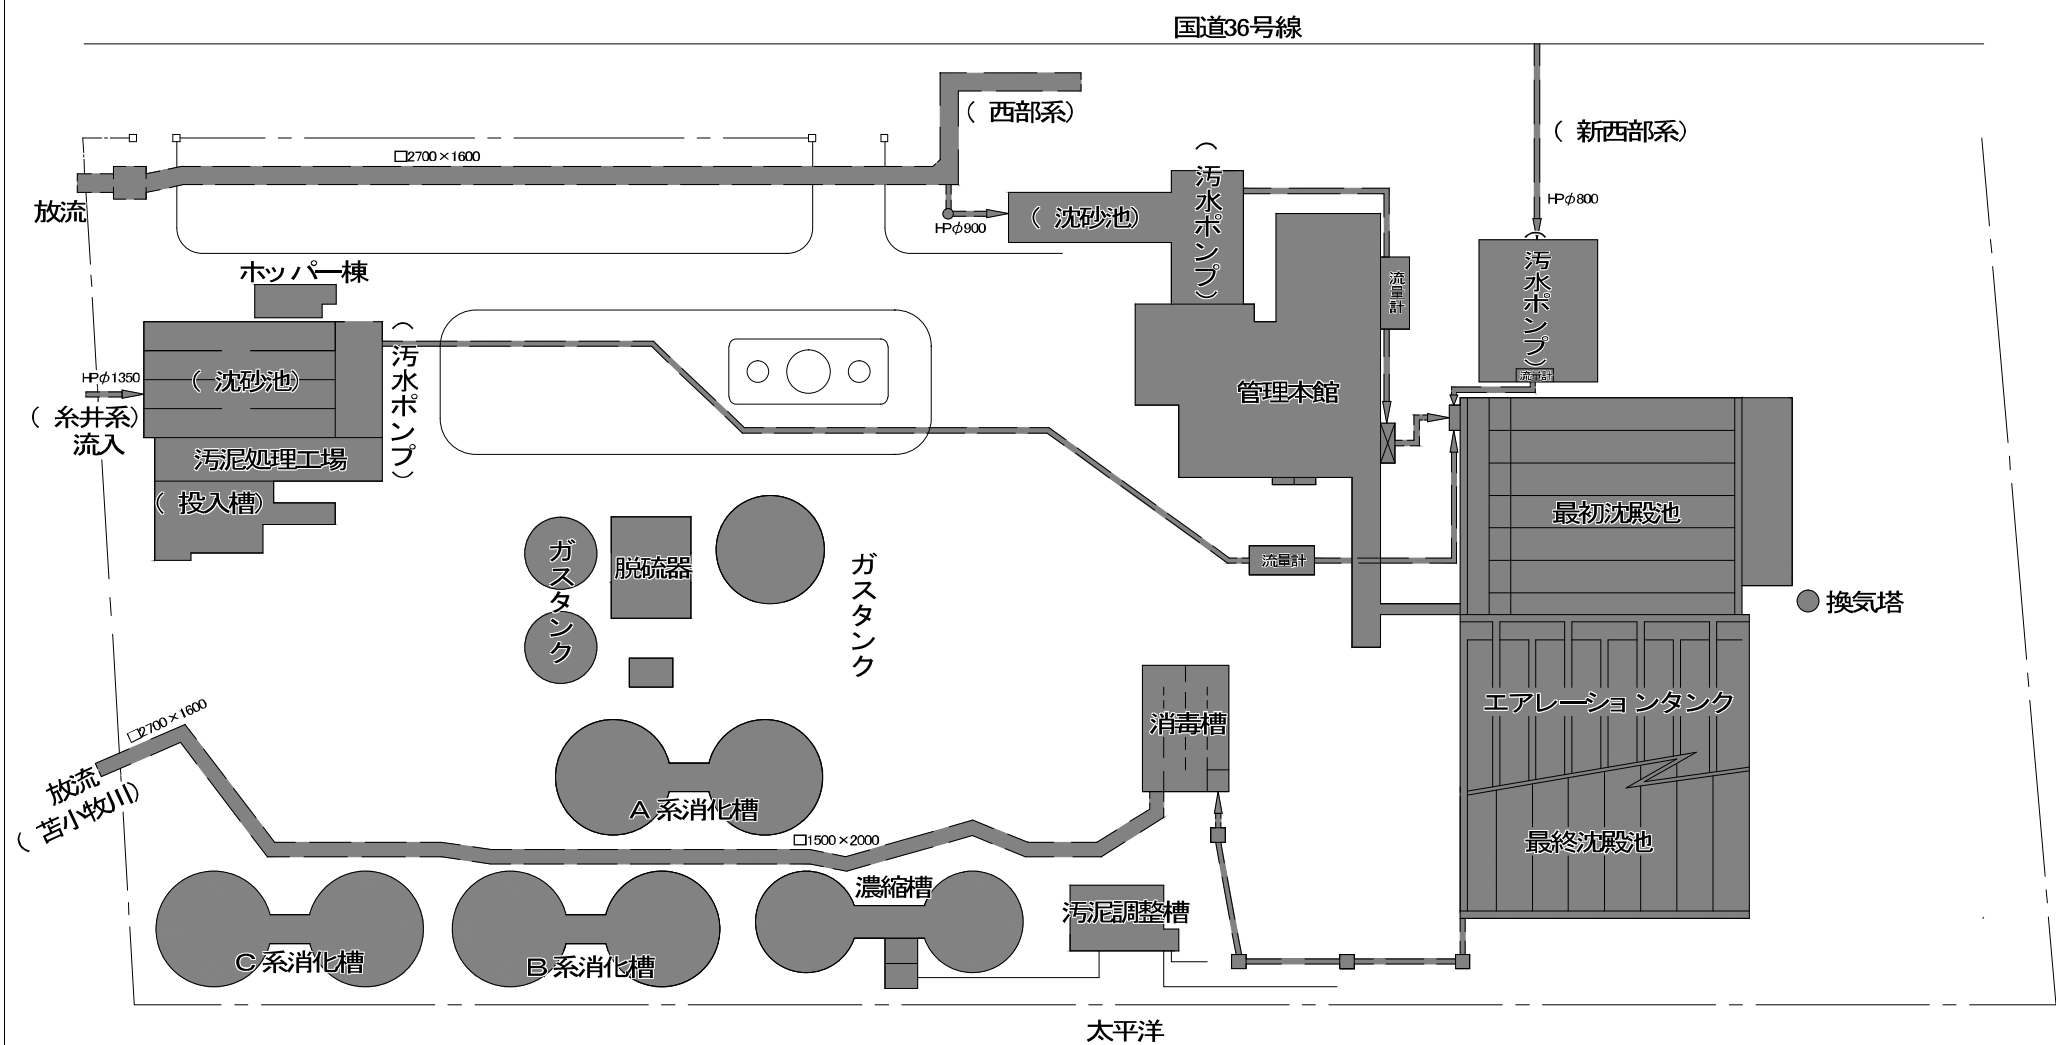 国道36号線
(西部系)
(新西部系)
□2700×1600
放流
HPφ900
(沈砂池)
(汚水ポンプ)
流量計
HPφ800
(汚水ポンプ)
流量計
ホッパー棟
HPφ1350
(沈砂池)
(汚水ポンプ)
(糸井系)
流入
汚泥処理工場
(投入槽)
管理本館
最初沈殿池
ガスタンク
脱硫器
ガスタンク
流量計
換気塔
□2700×1600
放流
(苫小牧川)
消毒槽
エアレーションタンク
A系消化槽
□1500×2000
最終沈殿池
濃縮槽
汚泥調整槽
C系消化槽
B系消化槽
太平洋